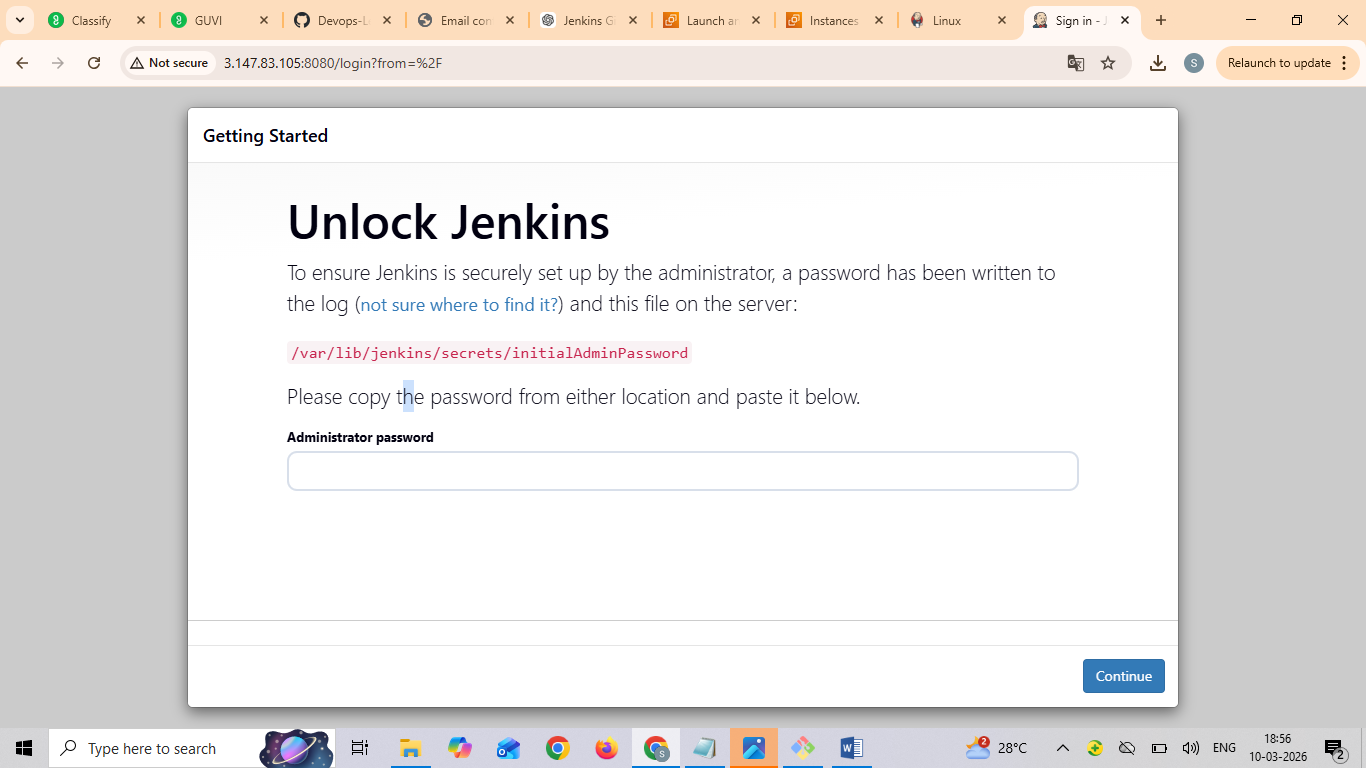 Classify
GUVI
Devops-L
Email con
Jenkins G
Launch ar
Instances
Linux
Sign in - J
Not secure
3.147.83.105:8080/login?from=%2F
S
Relaunch to update
Getting Started
Unlock Jenkins
To ensure Jenkins is securely set up by the administrator, a password has been written to
the log (not sure where to find it?) and this file on the server:
/var/lib/jenkins/secrets/initialAdminPassword
Please copy the password from either location and paste it below.
Administrator password
Continue
Type here to search
2
28°C
ENG
18:56
10-03-2026
2